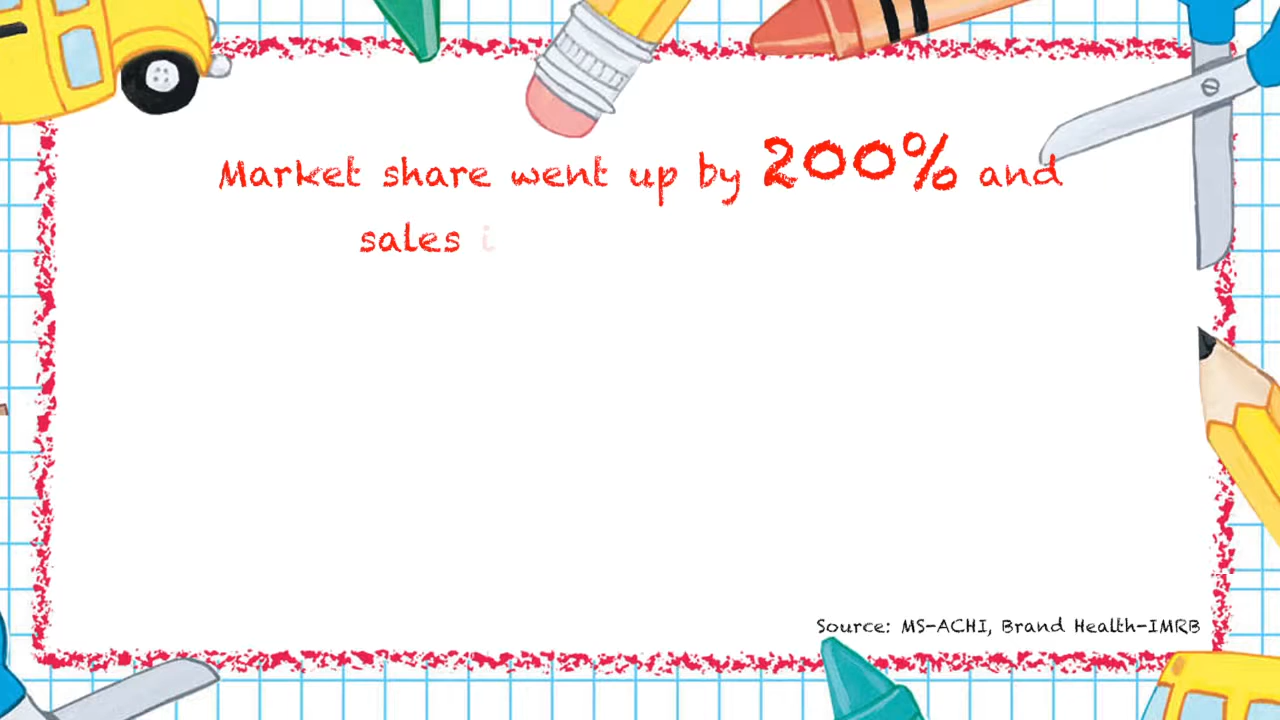 Market share went up by 200% and
sales i
Source: MS-ACHI, Brand Health-IMRB